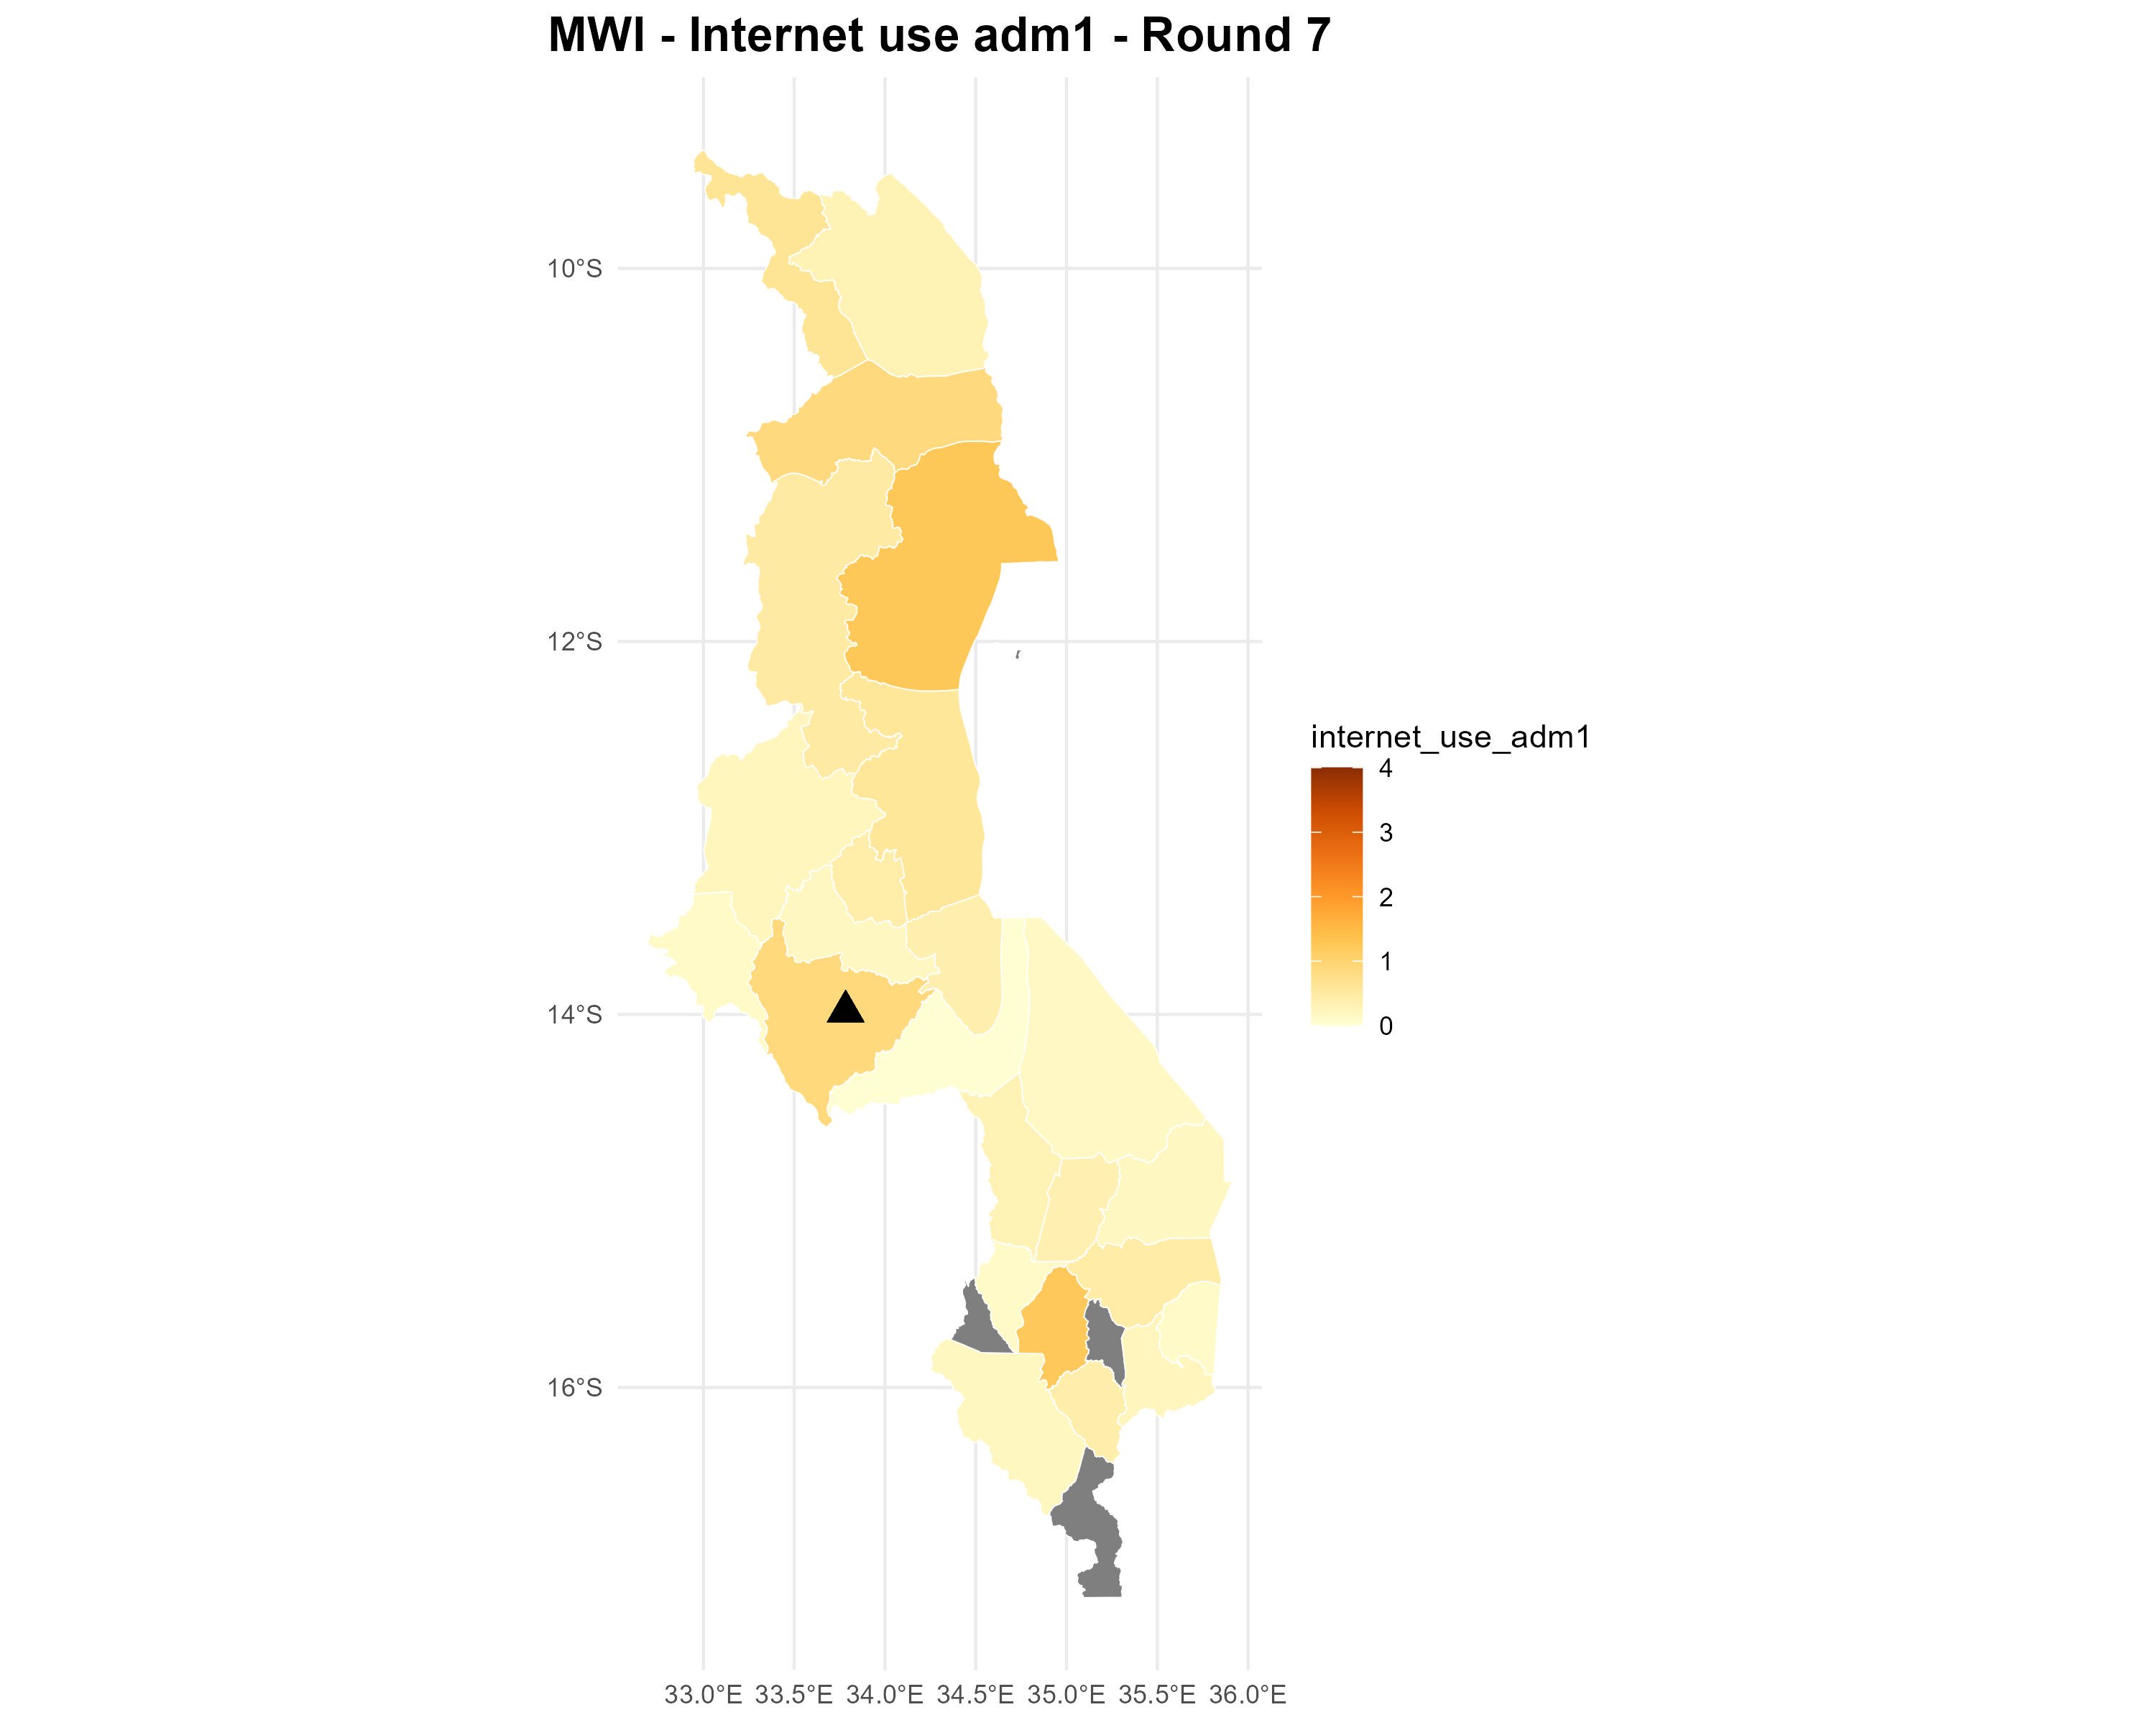 MWI - Internet use adm1 - Round 7
10°S
12°S
14°S
16°S
33.0°E 33.5°E 34.0°E 34.5°E 35.0°E 35.5°E 36.0°E
internet_use_adm1
4
3
2
1
0